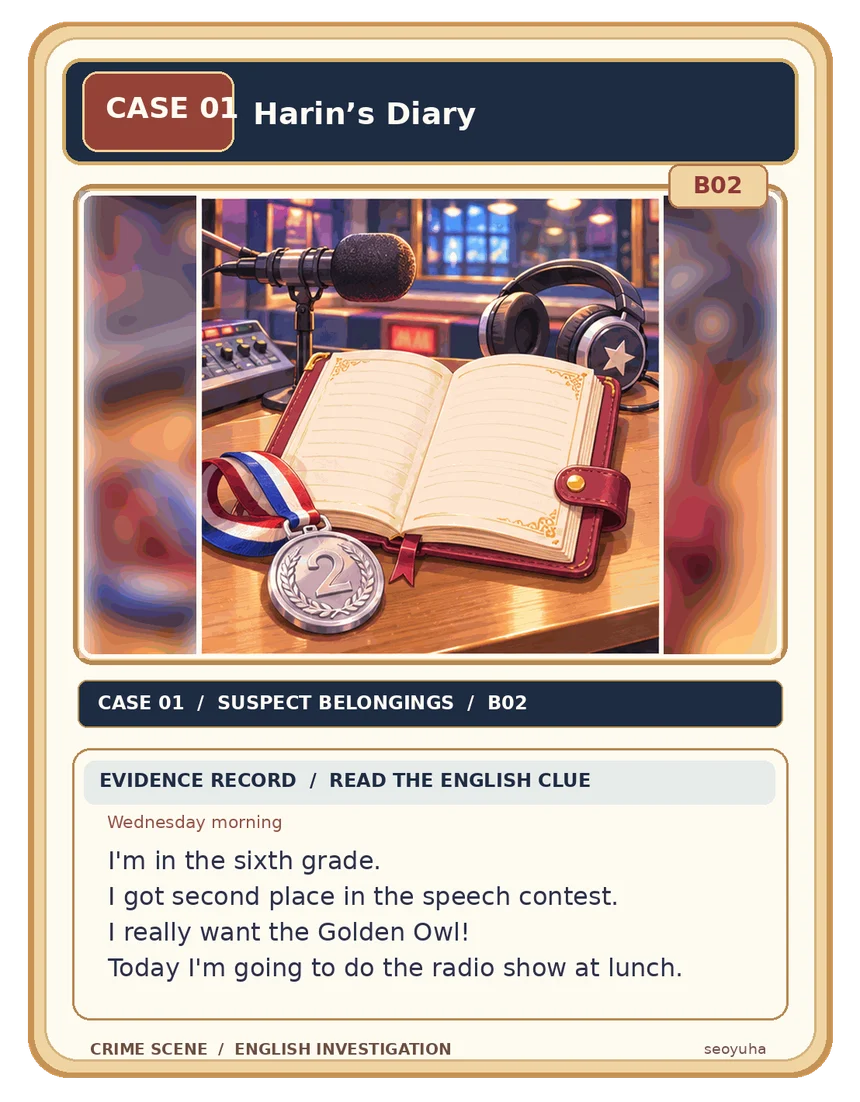 CASE 01 Harin’s Diary
B02
2
CASE 01 / SUSPECT BELONGINGS / B02
EVIDENCE RECORD / READ THE ENGLISH CLUE
Wednesday morning
I'm in the sixth grade.
I got second place in the speech contest.
I really want the Golden Owl!
Today I'm going to do the radio show at lunch.
CRIME SCENE / ENGLISH INVESTIGATION
seoyuha